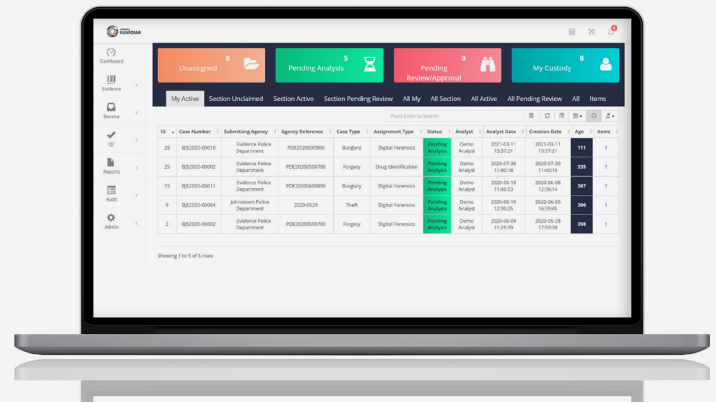 GUARDIAN
Dashboard
Evidence
Receive
QC
Reports
Audit
Admin
Unassigned 0
Pending Analysis 5
Pending Review/Approval 0
My Custody 8
My Active Section Unclaimed Section Active Section Pending Review All My All Section All Active All Pending Review All Items
Press Enter to Search
ID Case Number Submitting Agency Agency Reference Case Type Assignment Type Status Analyst Analyst Date Creation Date Age Items
28 BJS2020-00010 Evidence Police Department Burglary Digital Forensics Pending Analysis Demo Analyst 2021-03-11 13:37:21 2021-03-11 13:37:21 111 1
25 BJS2020-00002 Evidence Police Department PDE20200500700 Forgery Drug Identification Pending Analysis Demo Analyst 2020-07-30 11:40:18 2020-07-30 11:40:18 335 1
13 BJS2020-00011 Evidence Police Department PDE20200600899 Burglary Digital Forensics Pending Analysis Demo Analyst 2020-06-18 11:46:53 2020-06-08 12:36:14 387 1
9 BJS2020-00004 Johnstown Police Department 2020-0529 Theft Digital Forensics Pending Analysis Demo Analyst 2020-06-10 12:30:25 2020-06-05 16:39:45 390 1
2 BJS2020-00002 Evidence Police Department PDE20200500700 Forgery Digital Forensics Pending Analysis Demo Analyst 2020-06-09 11:29:39 2020-05-28 17:50:39 398 1
Showing 1 to 5 of 5 rows